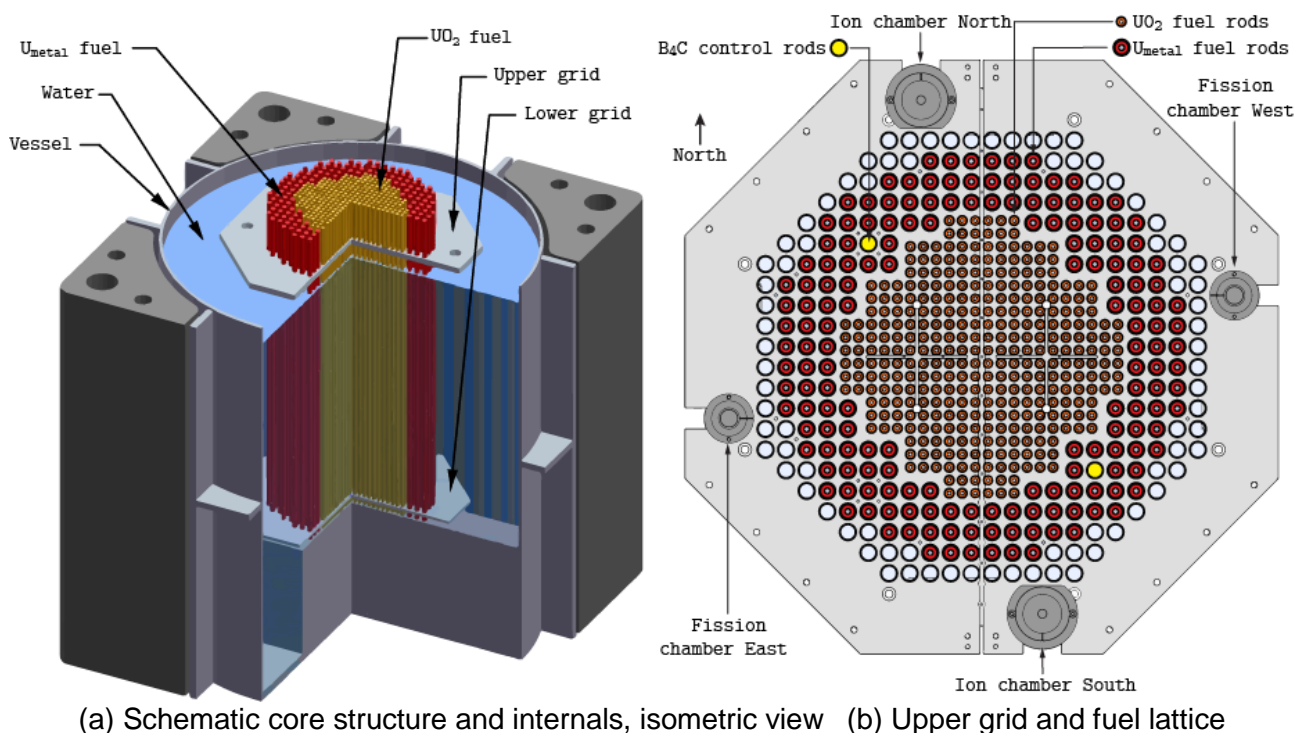 Umetal fuel
UO2 fuel
Water
Upper grid
Lower grid
Vessel
Ion chamber North
UO2 fuel rods
B4C control rods
Umetal fuel rods
Fission
chamber West
North
Fission
chamber East
Ion chamber South
(a) Schematic core structure and internals, isometric view
(b) Upper grid and fuel lattice